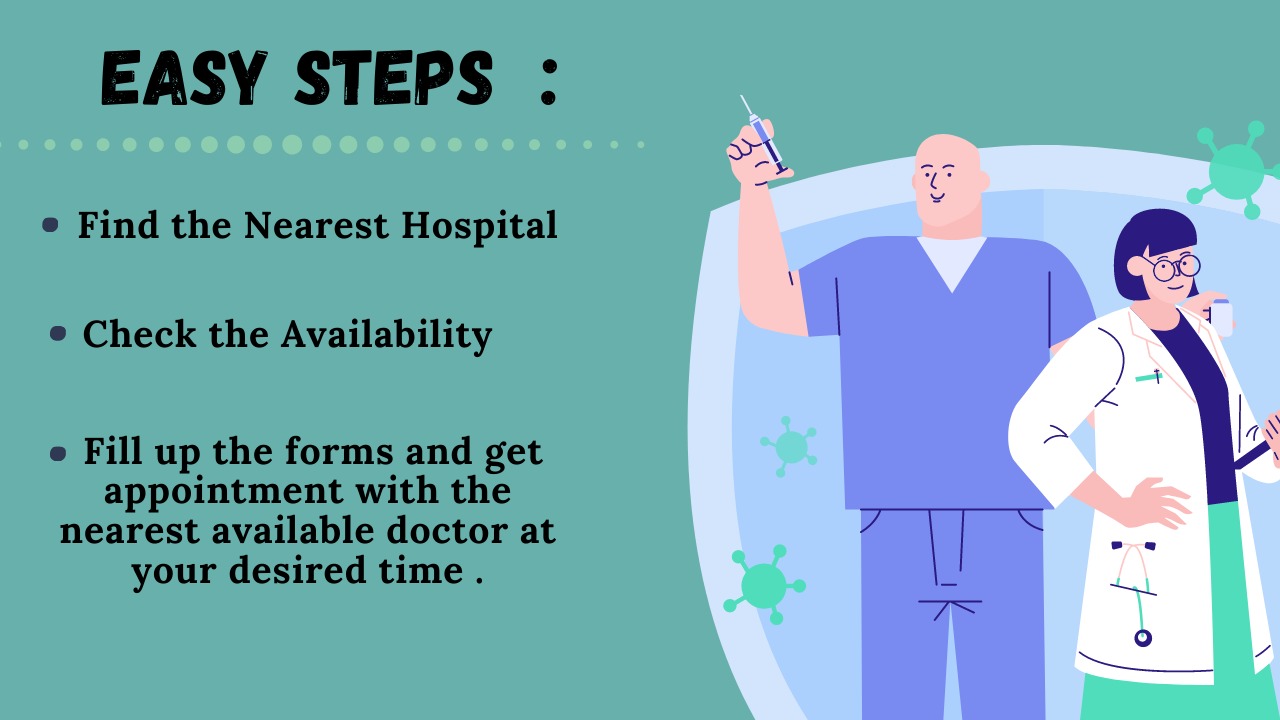 EASY STEPS :
Find the Nearest Hospital
Check the Availability
Fill up the forms and get
appointment with the
nearest available doctor at
your desired time .